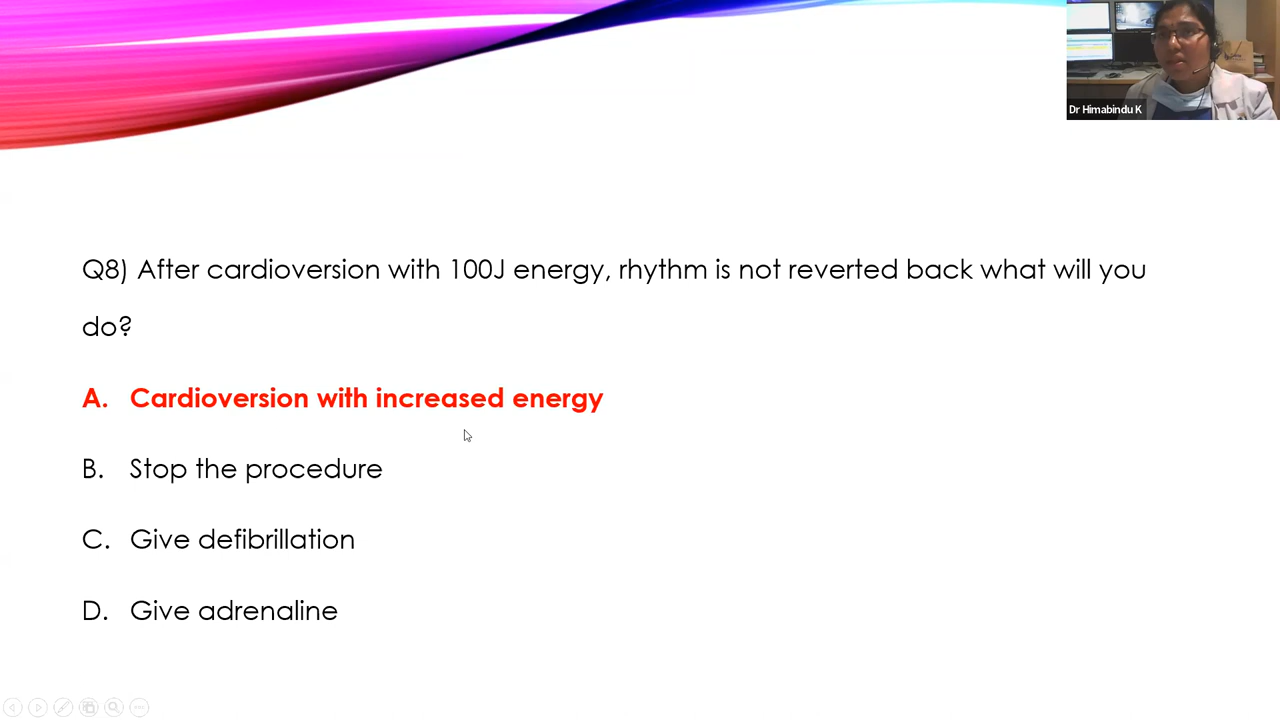 Dr Himabindu K
Q8) After cardioversion with 100J energy, rhythm is not reverted back what will you
do?
A. Cardioversion with increased energy
B. Stop the procedure
C. Give defibrillation
D. Give adrenaline